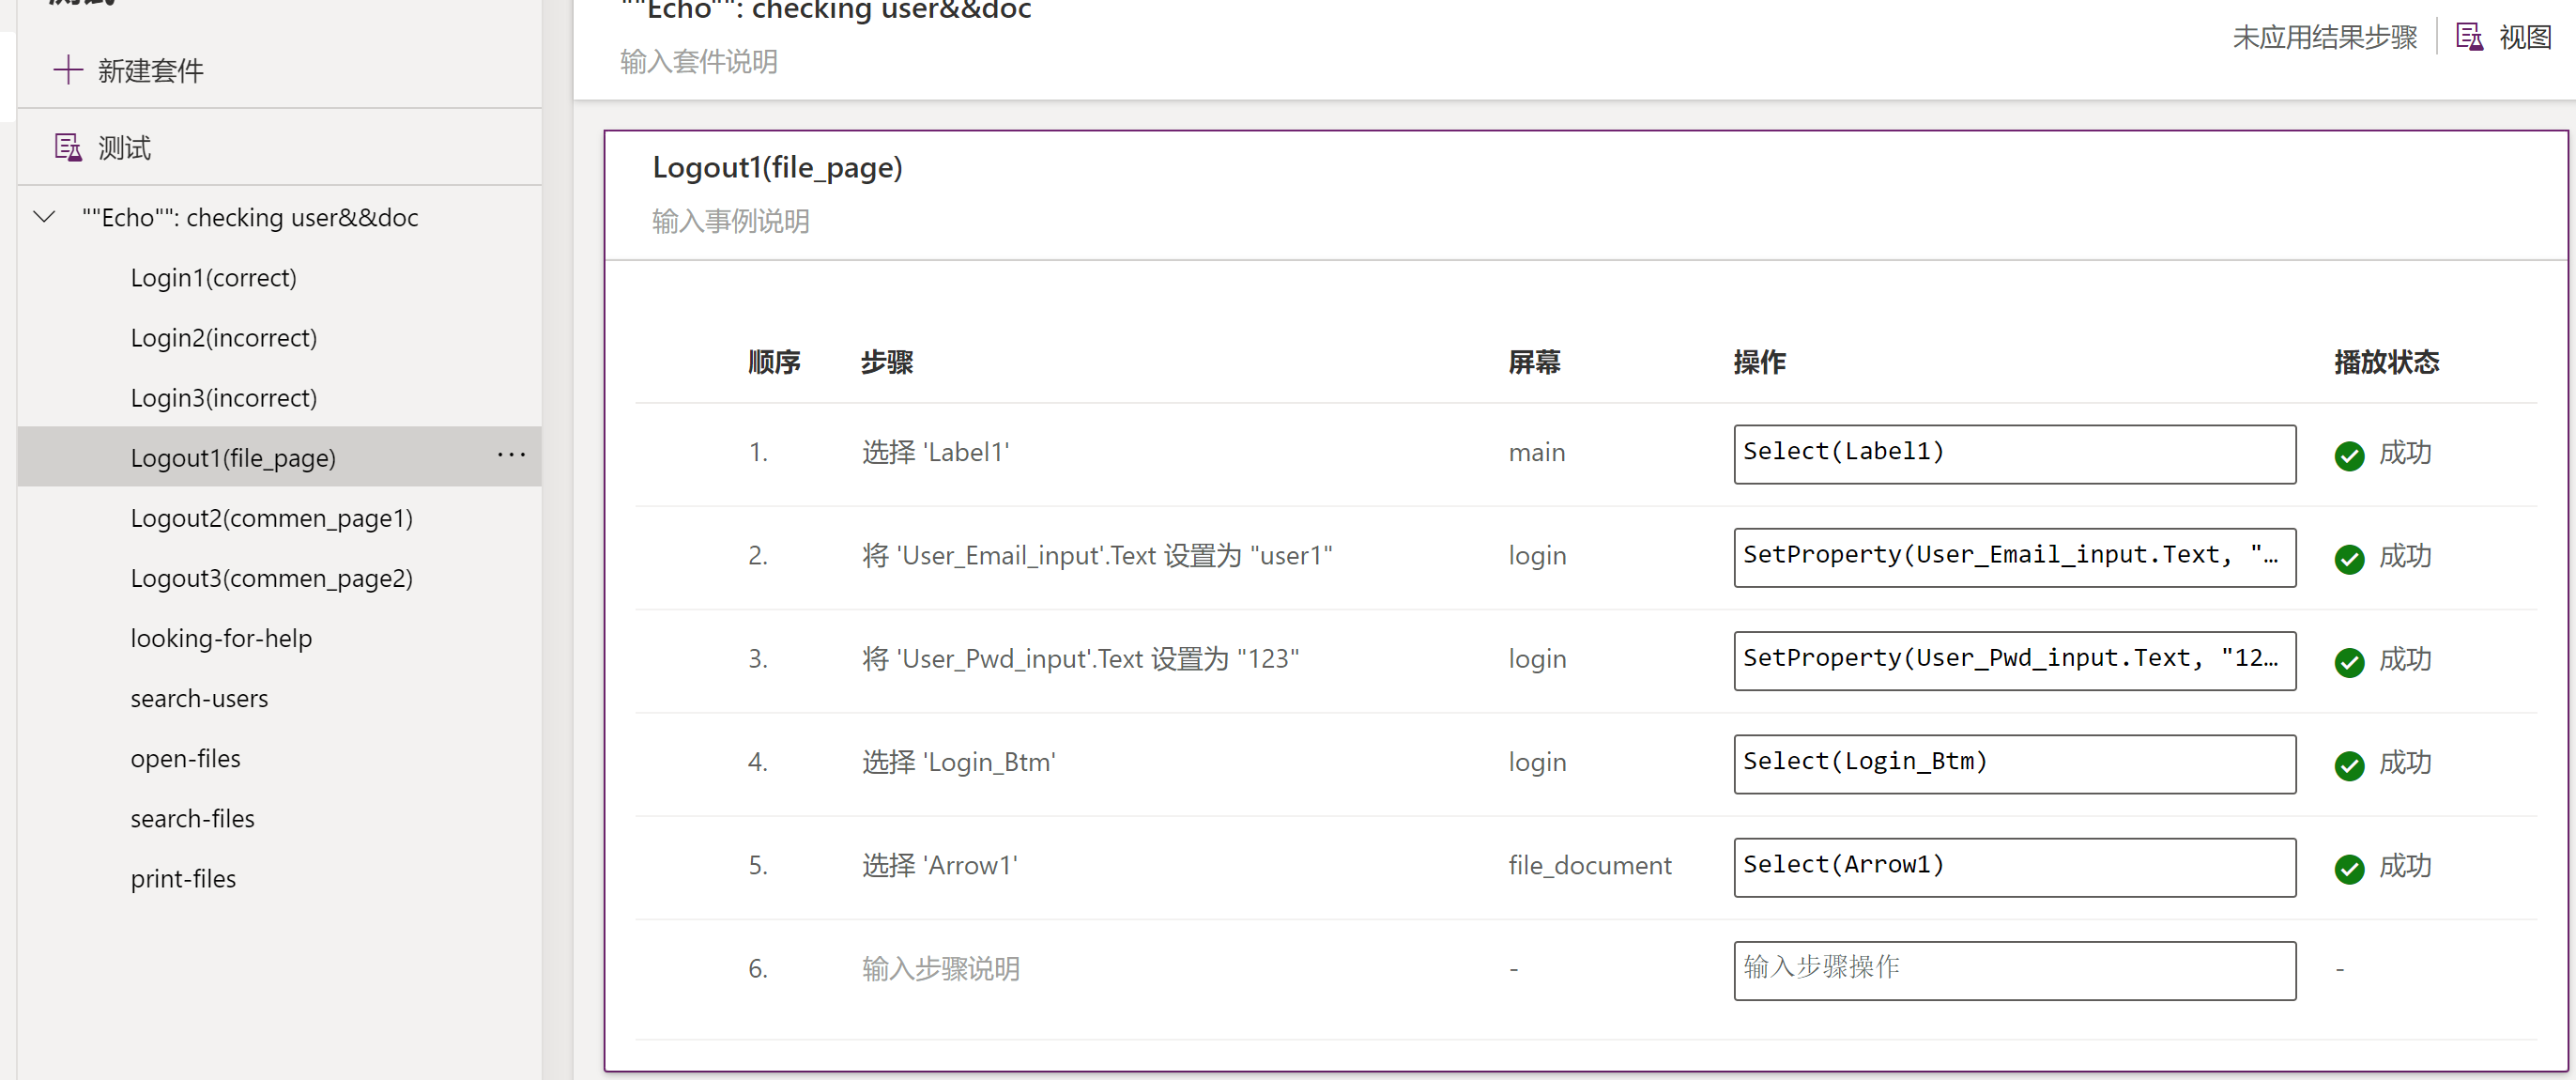 测试
新建套件
测试
""Echo"": checking user&&doc
Login1(correct)
Login2(incorrect)
Login3(incorrect)
Logout1(file_page) ...
Logout2(commen_page1)
Logout3(commen_page2)
looking-for-help
search-users
open-files
search-files
print-files
""Echo"": checking user&&doc
输入套件说明
未应用结果步骤 视图
Logout1(file_page)
输入事例说明
顺序 步骤 屏幕 操作 播放状态
1. 选择 'Label1' main Select(Label1) 成功
2. 将 'User_Email_input'.Text 设置为 "user1" login SetProperty(User_Email_input.Text, "... 成功
3. 将 'User_Pwd_input'.Text 设置为 "123" login SetProperty(User_Pwd_input.Text, "12... 成功
4. 选择 'Login_Btm' login Select(Login_Btm) 成功
5. 选择 'Arrow1' file_document Select(Arrow1) 成功
6. 输入步骤说明 - 输入步骤操作 -